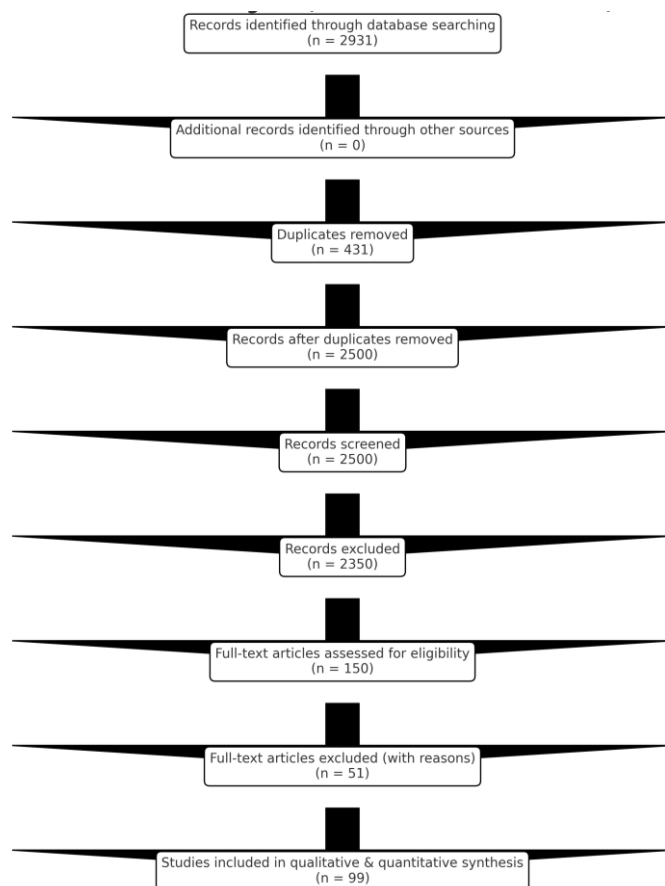 Records identified through database searching
(n = 2931)
Additional records identified through other sources
(n = 0)
Duplicates removed
(n = 431)
Records after duplicates removed
(n = 2500)
Records screened
(n = 2500)
Records excluded
(n = 2350)
Full-text articles assessed for eligibility
(n = 150)
Full-text articles excluded (with reasons)
(n = 51)
Studies included in qualitative & quantitative synthesis
(n = 99)